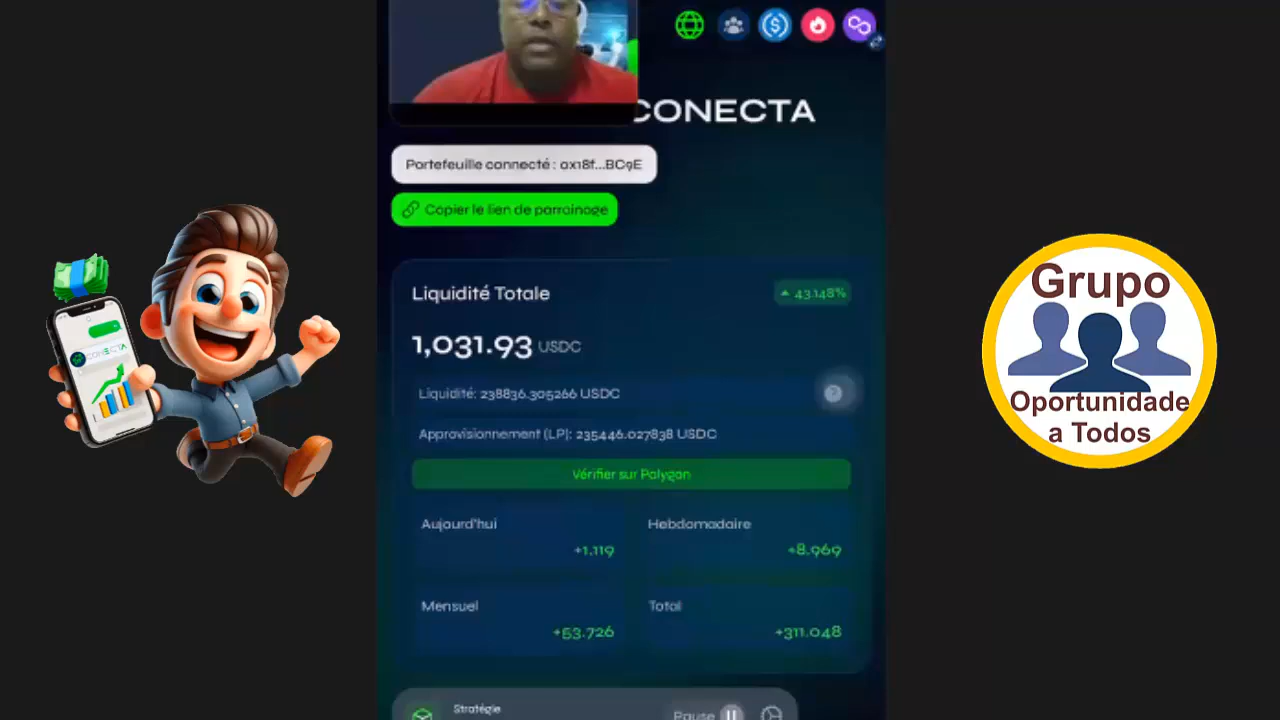 CONECTA
Portefeuille connecté : 0x18f...BC9E
Copier le lien de parrainage
Liquidité Totale
43.148%
1,031.93 USDC
Liquidité: 238836.305266 USDC
?
Approvisionnement (LP): 235446.027838 USDC
Vérifier sur Polygon
Aujourd'hui
+1.119
Hebdomadaire
+8.969
Mensuel
+53.726
Total
+311.048
Stratégie
Pause
CONECTA
Grupo
Oportunidade
a Todos